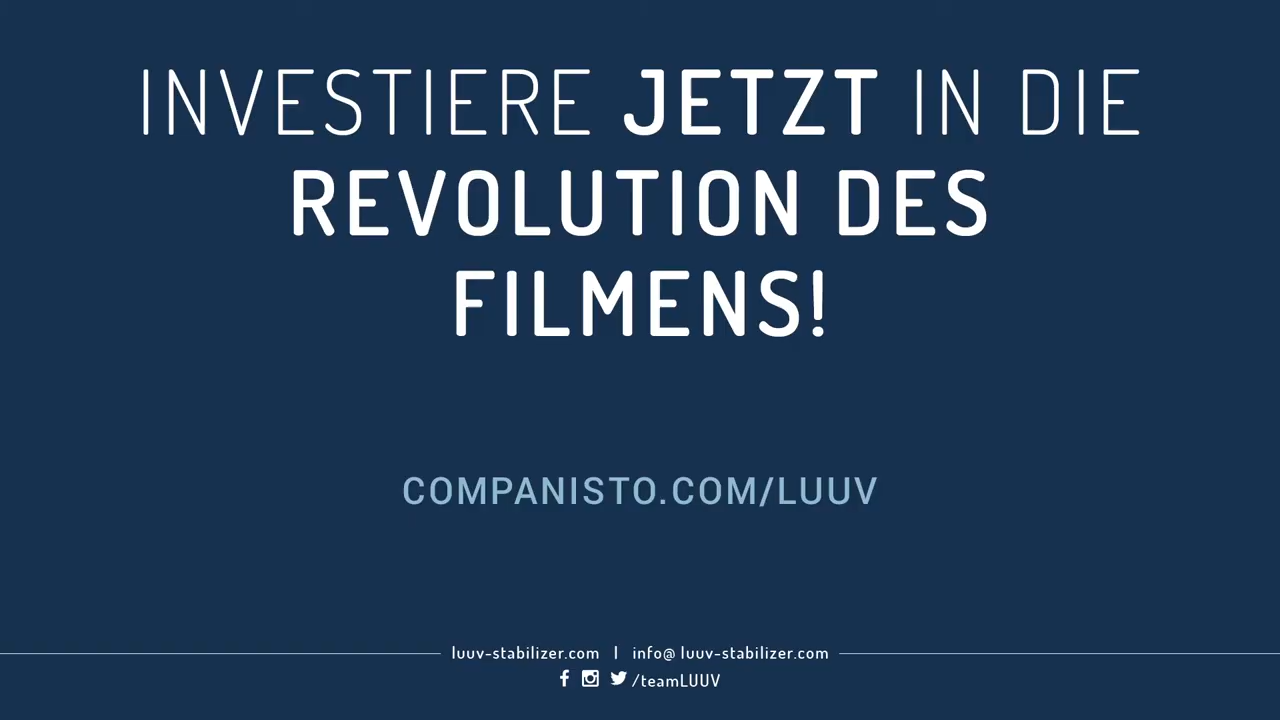 INVESTIERE JETZT IN DIE
REVOLUTION DES
FILMENS!
COMPANISTO.COM/LUUV
luuv-stabilizer.com | info@ luuv-stabilizer.com
/teamLUUV